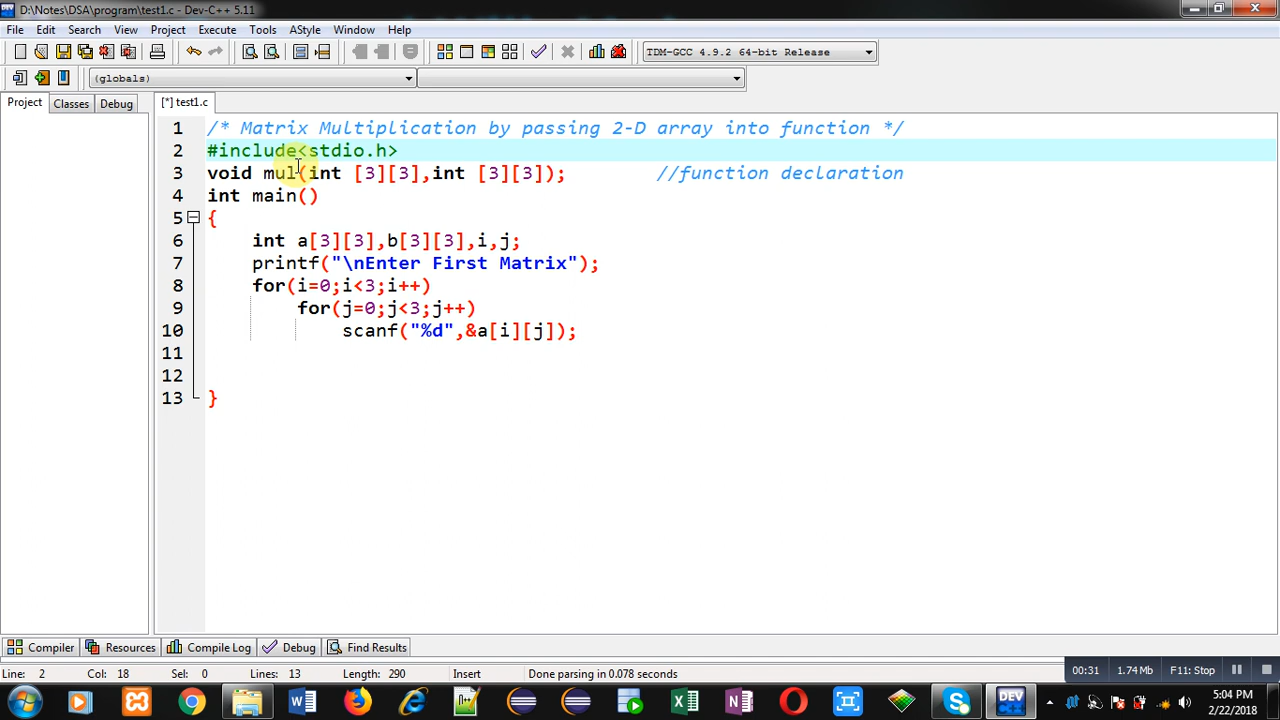 D:\Notes\DSA\program\test1.c - Dev-C++ 5.11
File Edit Search View Project Execute Tools AStyle Window Help
TDM-GCC 4.9.2 64-bit Release
(globals)
Project Classes Debug [*] test1.c
1 /* Matrix Multiplication by passing 2-D array into function */
2 #include<stdio.h>
3 void mul(int [3][3],int [3][3]); //function declaration
4 int main()
5 {
6 int a[3][3],b[3][3],i,j;
7 printf("\nEnter First Matrix");
8 for(i=0;i<3;i++)
9 for(j=0;j<3;j++)
10 scanf("%d",&a[i][j]);
11
12
13 }
Compiler Resources Compile Log Debug Find Results
Line: 2 Col: 18 Sel: 0 Lines: 13 Length: 290 Insert Done parsing in 0.078 seconds
00:31 1.74 Mb F11: Stop
DEV C++
5:04 PM
2/22/2018